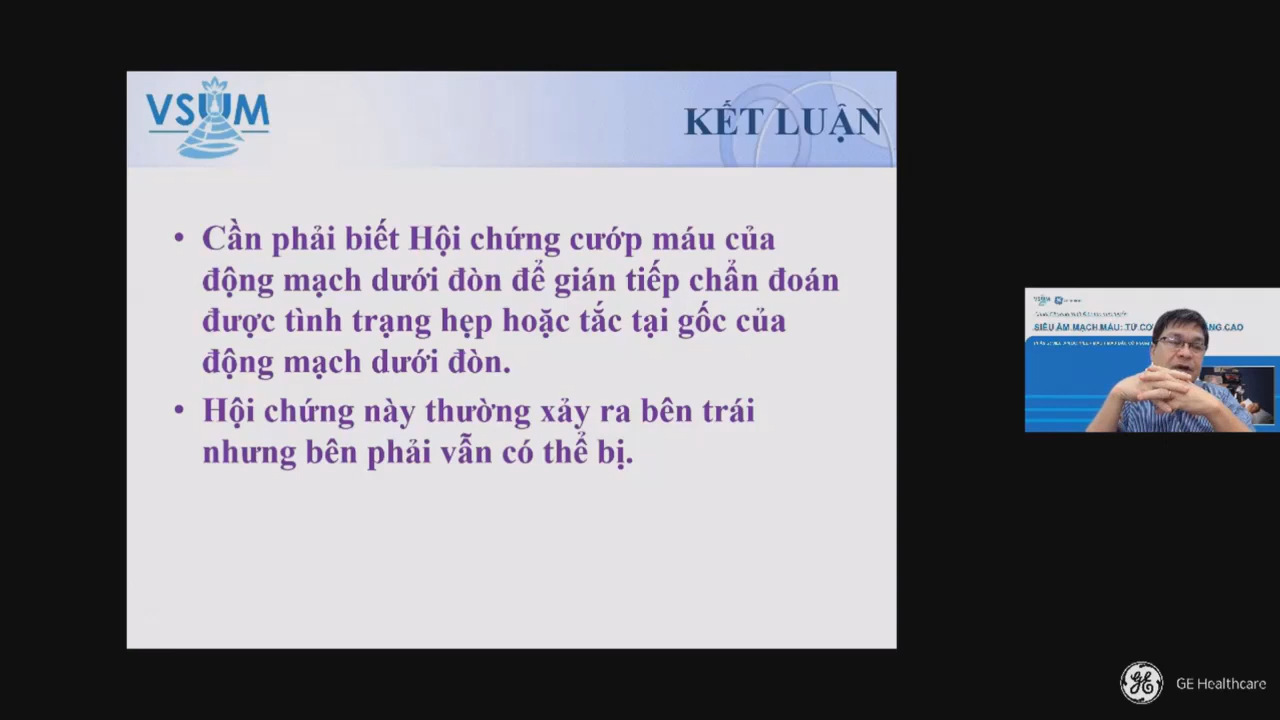 VSUM
KẾT LUẬN
• Cần phải biết Hội chứng cướp máu của
động mạch dưới đòn để gián tiếp chẩn đoán
được tình trạng hẹp hoặc tắc tại gốc của
động mạch dưới đòn.
• Hội chứng này thường xảy ra bên trái
nhưng bên phải vẫn có thể bị.
SIÊU ÂM MẠCH MÁU: TỪ CƠ
GE Healthcare